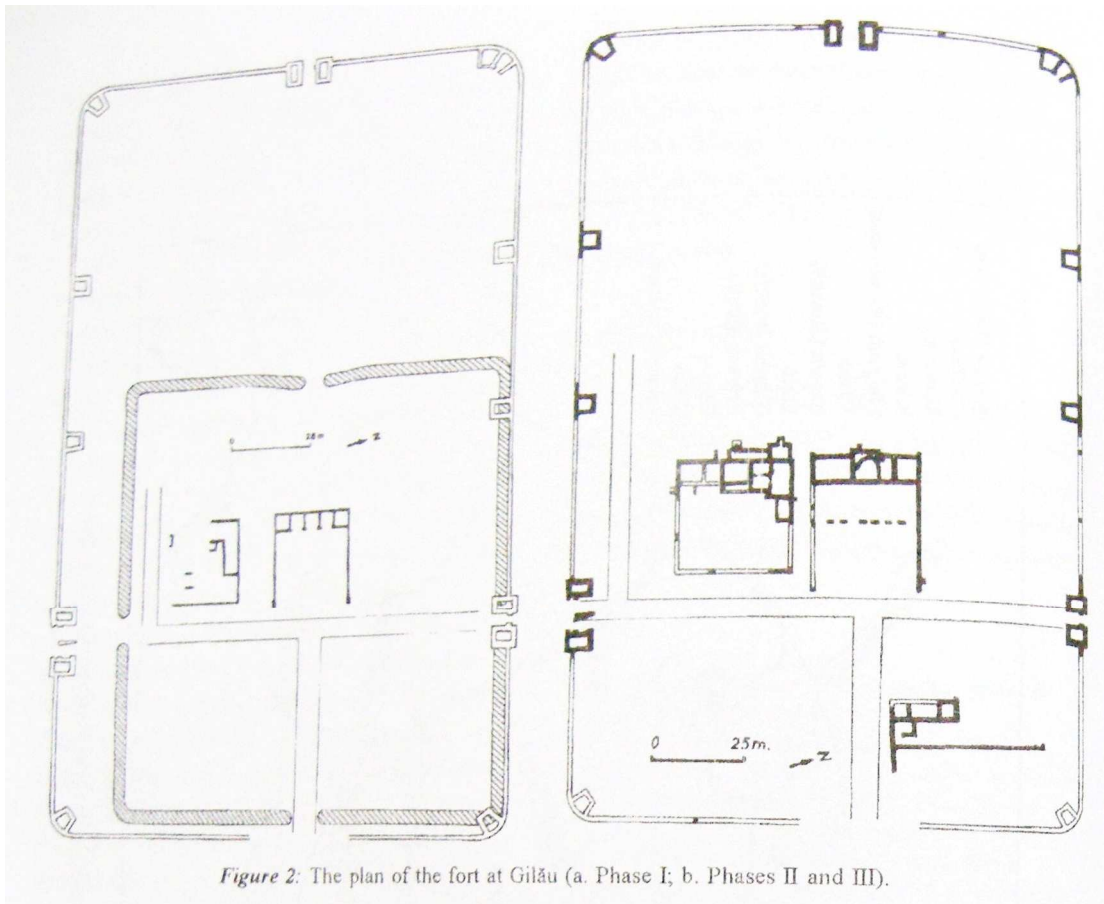 0 25m. N
0 25m. N
Figure 2: The plan of the fort at Gilău (a. Phase I; b. Phases II and III).